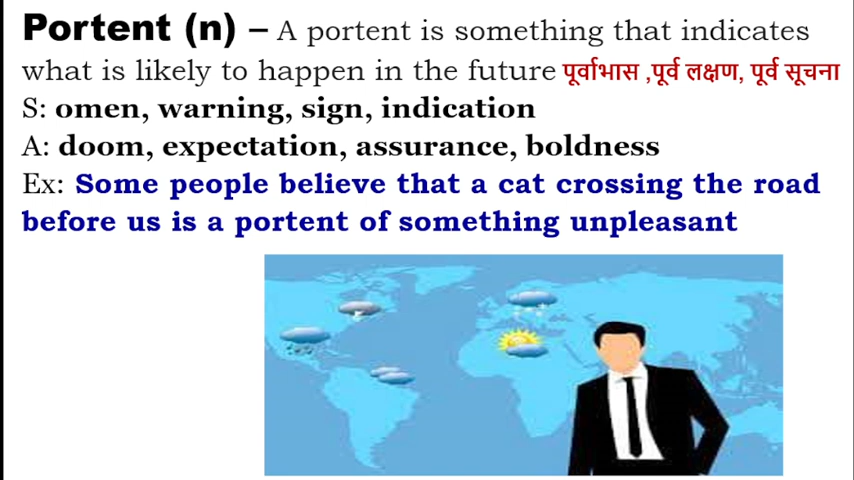 Portent (n) – A portent is something that indicates
what is likely to happen in the future पूर्वाभास ,पूर्व लक्षण, पूर्व सूचना
S: omen, warning, sign, indication
A: doom, expectation, assurance, boldness
Ex: Some people believe that a cat crossing the road
before us is a portent of something unpleasant